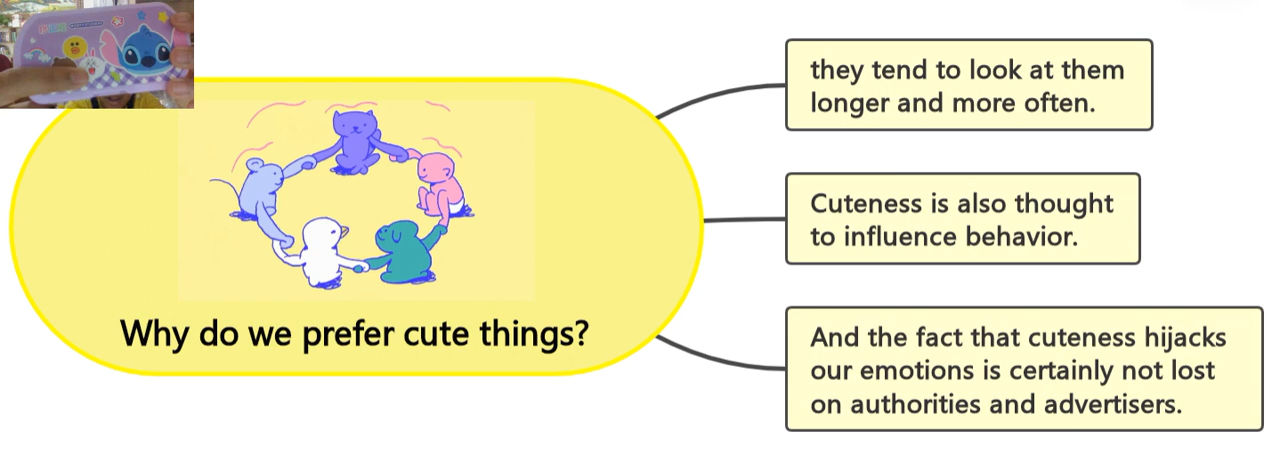 Why do we prefer cute things?
they tend to look at them
longer and more often.
Cuteness is also thought
to influence behavior.
And the fact that cuteness hijacks
our emotions is certainly not lost
on authorities and advertisers.